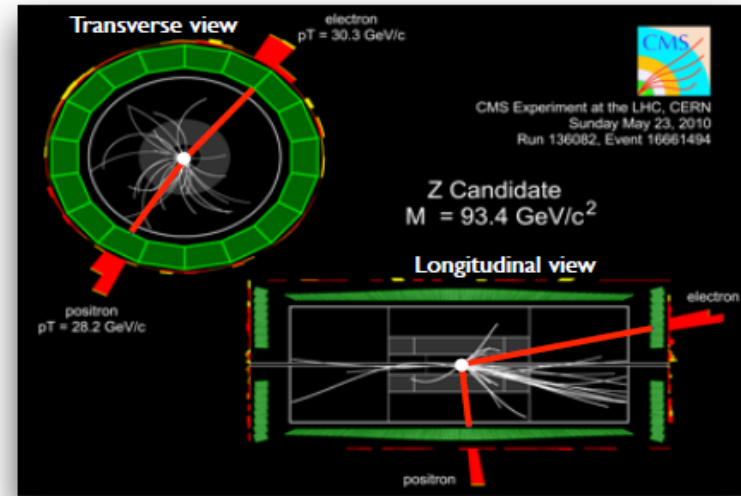 Transverse view
electron
pT = 30.3 GeV/c
CMS
CMS Experiment at the LHC, CERN
Sunday May 23, 2010
Run 136082, Event 16661494
Z Candidate
M = 93.4 GeV/c²
positron
pT = 28.2 GeV/c
Longitudinal view
electron
positron